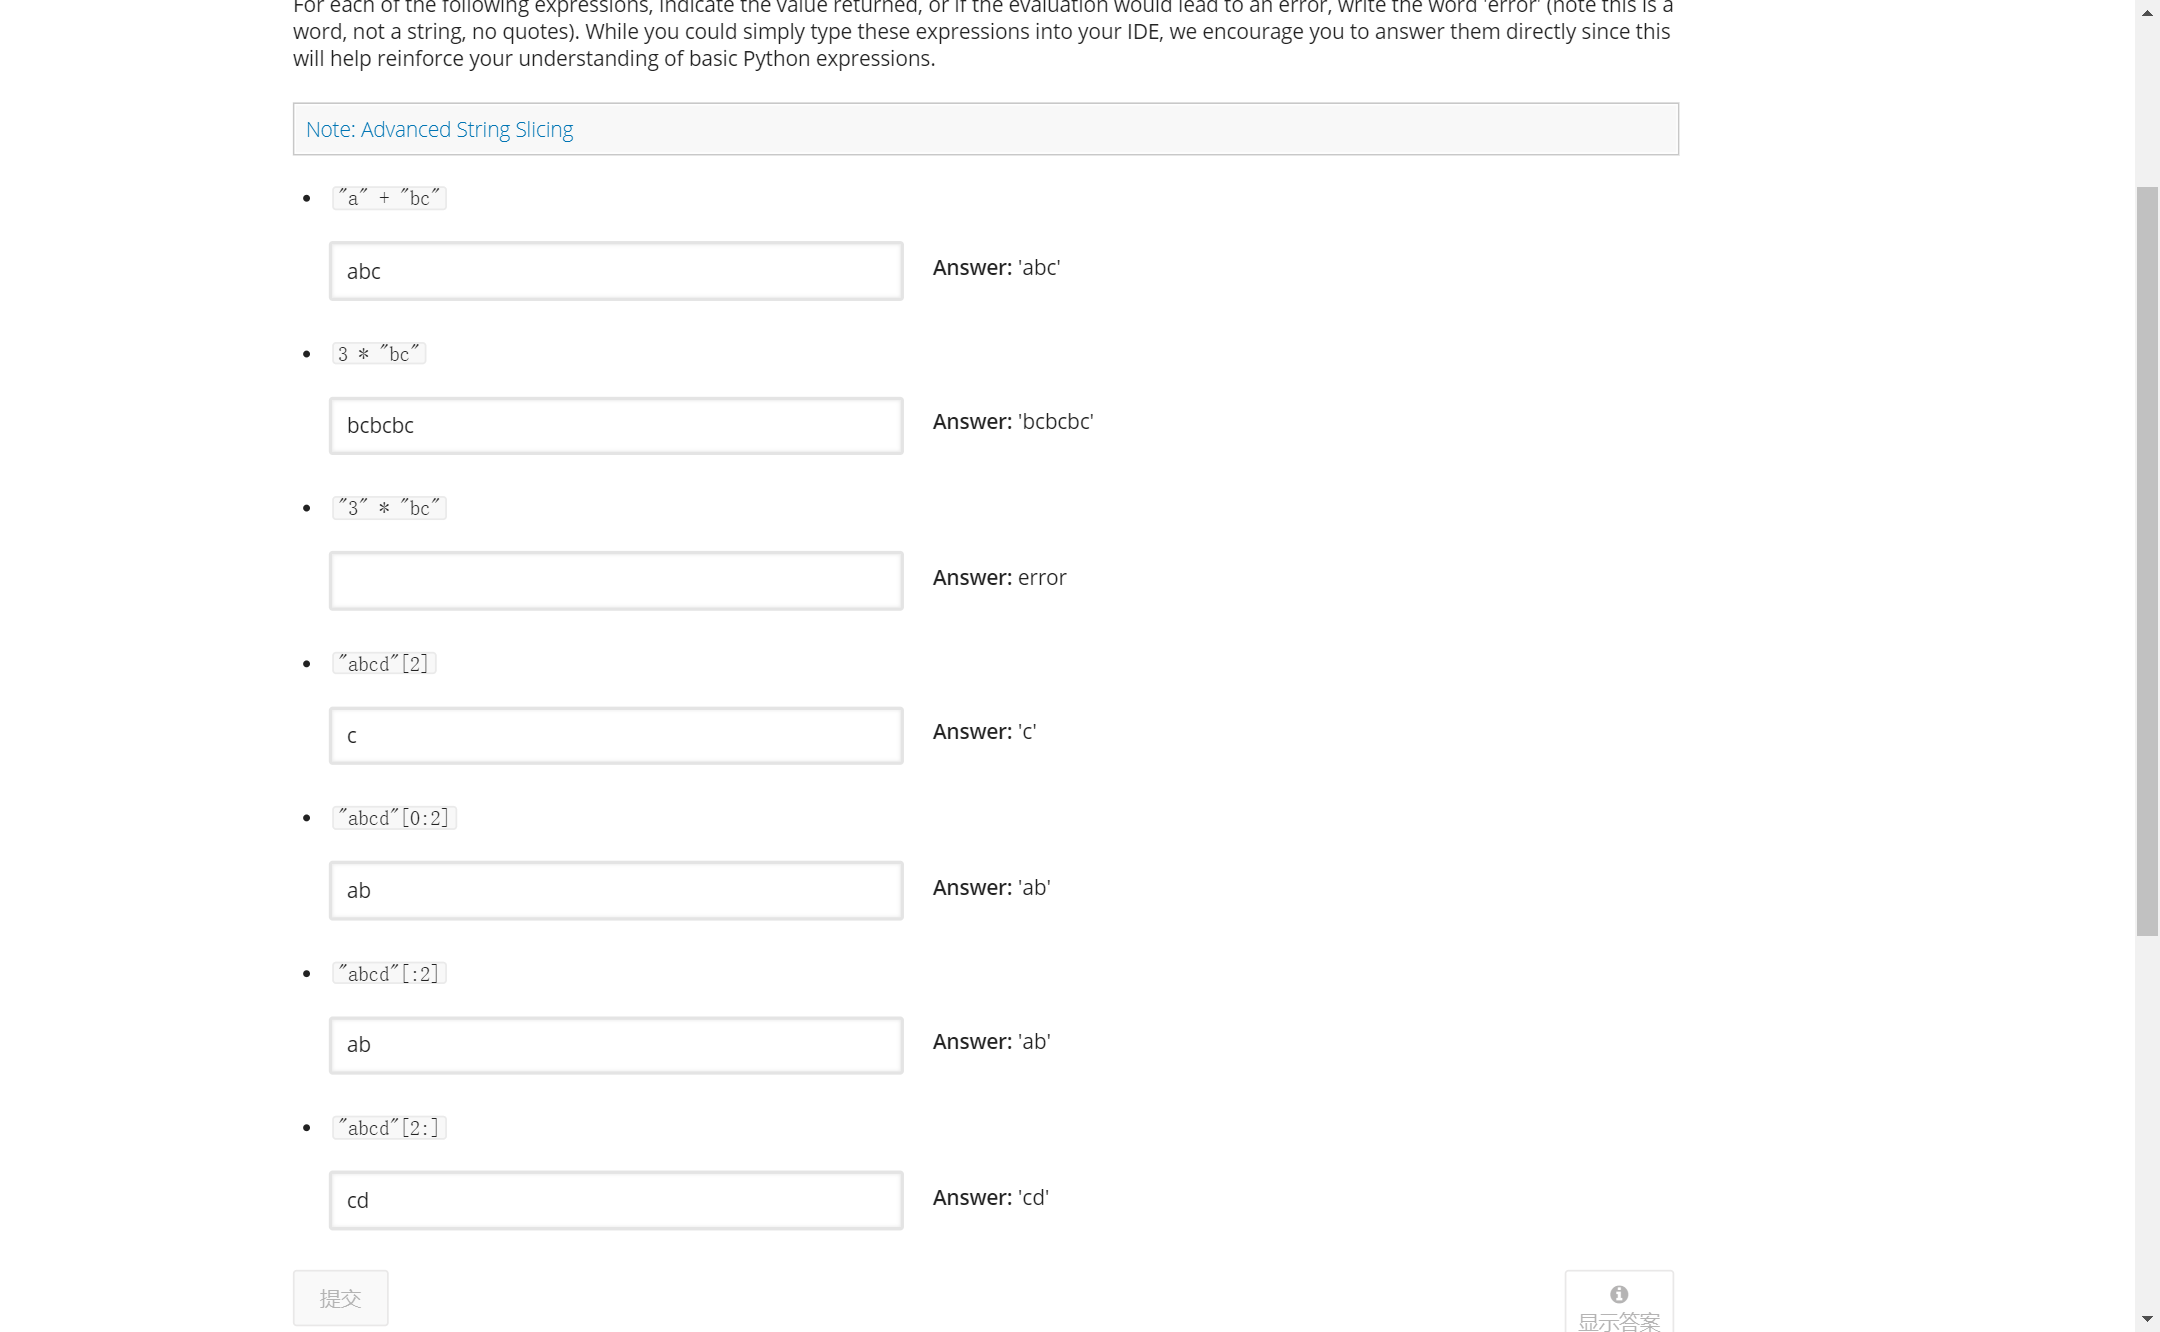 For each of the following expressions, indicate the value returned, or if the evaluation would lead to an error, write the word 'error' (note this is a
word, not a string, no quotes). While you could simply type these expressions into your IDE, we encourage you to answer them directly since this
will help reinforce your understanding of basic Python expressions.
Note: Advanced String Slicing
"a" + "bc"
abc
Answer: 'abc'
3 * "bc"
bcbcbc
Answer: 'bcbcbc'
"3" * "bc"
Answer: error
"abcd"[2]
c
Answer: 'c'
"abcd"[0:2]
ab
Answer: 'ab'
"abcd"[:2]
ab
Answer: 'ab'
"abcd"[2:]
cd
Answer: 'cd'
提交
显示答案